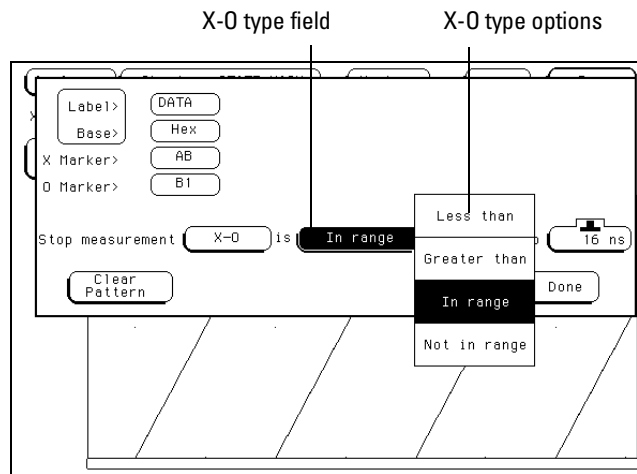 X-O type field X-O type options
Label> DATA
Base> Hex
X Marker> AB
O Marker> B1
Less than
Stop measurement X-O is In range 16 ns
Greater than
Clear
Pattern
In range
Done
Not in range